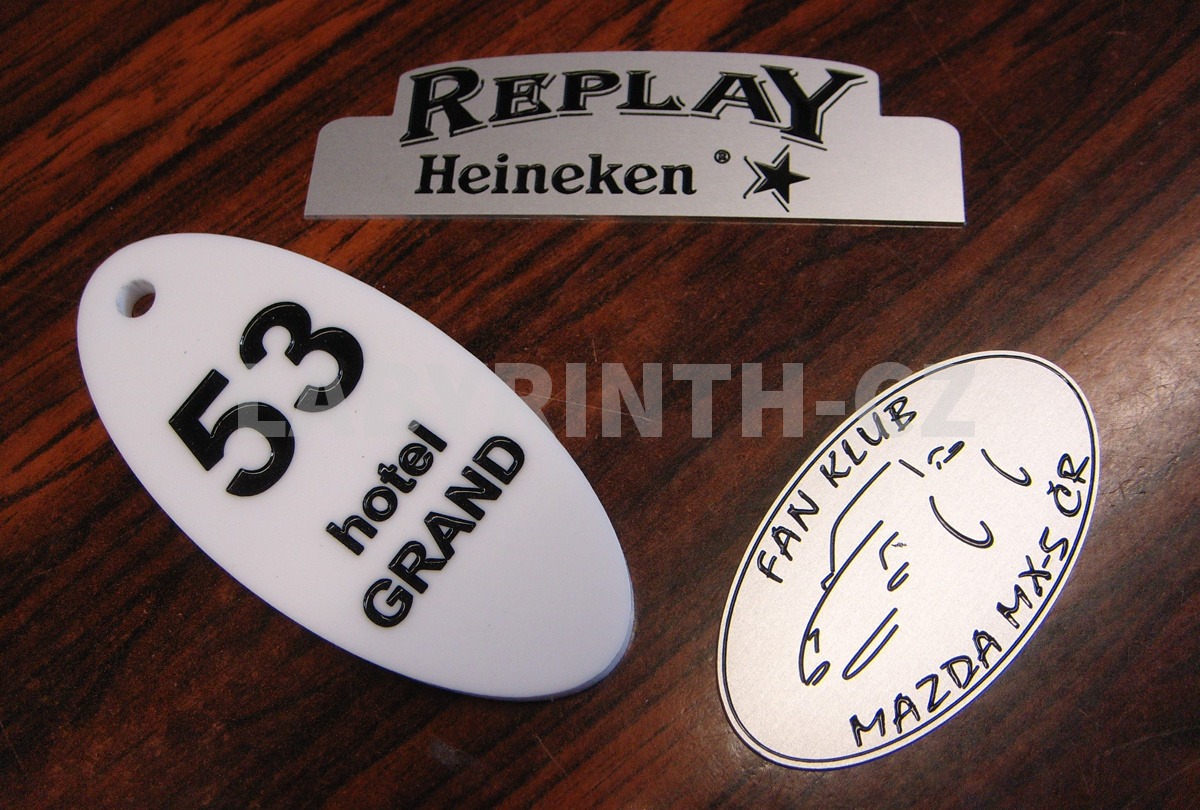 REPLAY
Heineken ®
53
hotel
GRAND
LABYRINTH-CZ
FAN KLUB
MAZDA MX-5 ČR